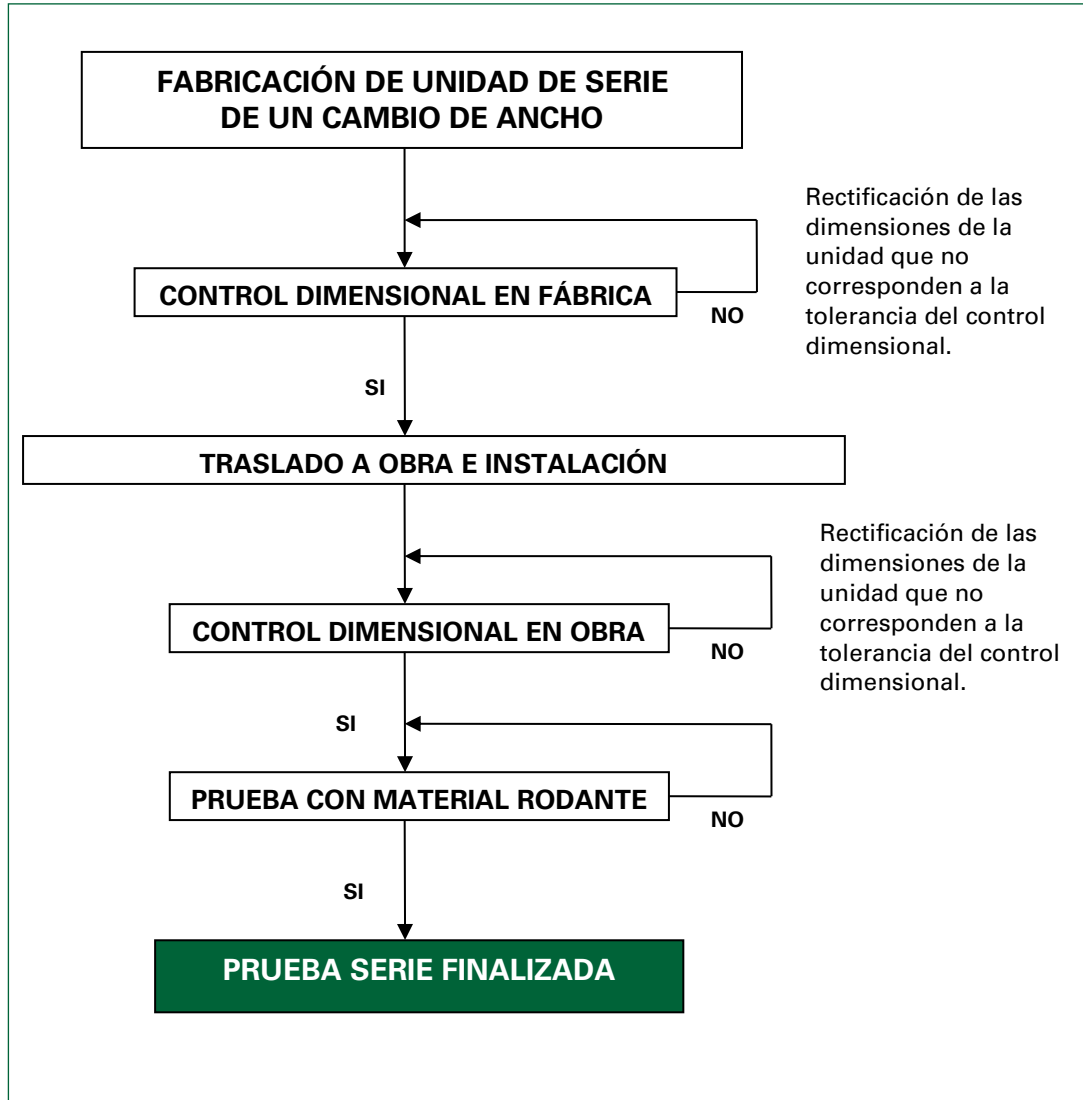 FABRICACIÓN DE UNIDAD DE SERIE
DE UN CAMBIO DE ANCHO
Rectificación de las
dimensiones de la
unidad que no
corresponden a la
tolerancia del control
dimensional.
CONTROL DIMENSIONAL EN FÁBRICA
NO
SI
TRASLADO A OBRA E INSTALACIÓN
Rectificación de las
dimensiones de la
unidad que no
corresponden a la
tolerancia del control
dimensional.
CONTROL DIMENSIONAL EN OBRA
NO
SI
PRUEBA CON MATERIAL RODANTE
NO
SI
PRUEBA SERIE FINALIZADA